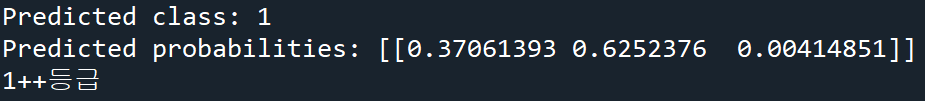 Predicted class: 1
Predicted probabilities: [[0.37061393 0.6252376  0.00414851]]
1++등급